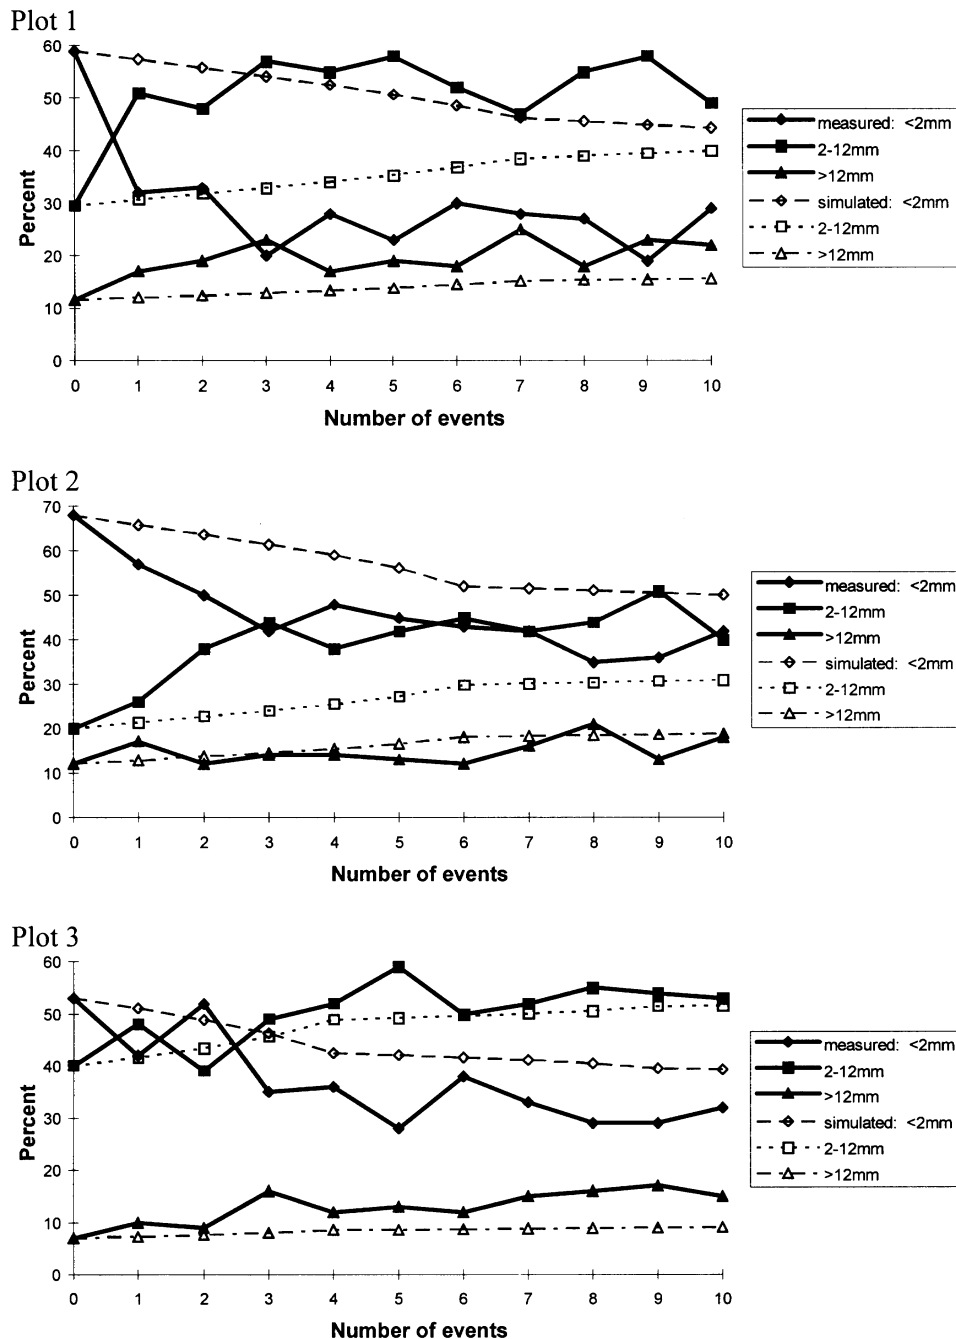 Plot 1
60
50
40
30
20
10
0
Percent
0 1 2 3 4 5 6 7 8 9 10
Number of events
measured: <2mm
2-12mm
>12mm
simulated: <2mm
2-12mm
>12mm
Plot 2
70
60
50
40
30
20
10
0
Percent
0 1 2 3 4 5 6 7 8 9 10
Number of events
measured: <2mm
2-12mm
>12mm
simulated: <2mm
2-12mm
>12mm
Plot 3
60
50
40
30
20
10
0
Percent
0 1 2 3 4 5 6 7 8 9 10
Number of events
measured: <2mm
2-12mm
>12mm
simulated: <2mm
2-12mm
>12mm